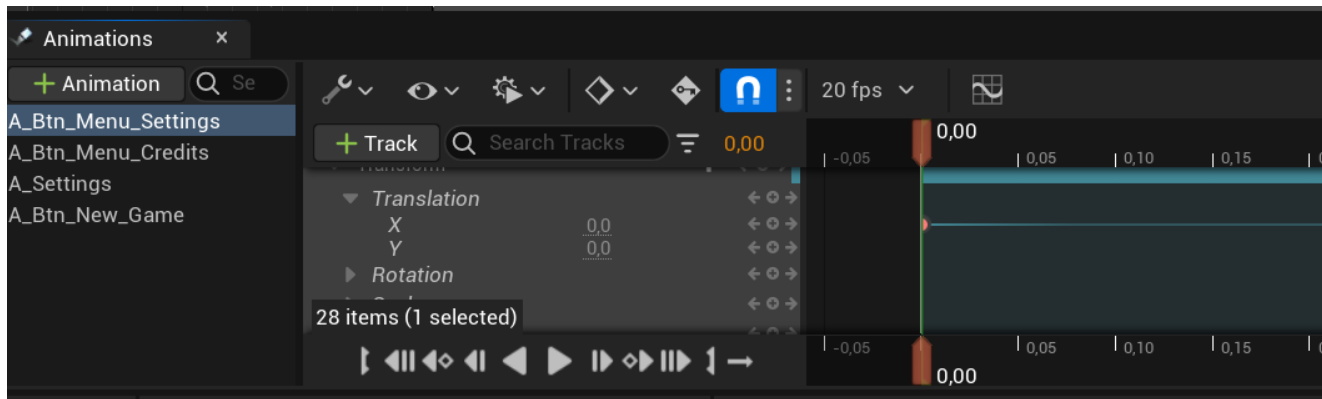 Animations ×
+ Animation Se
20 fps
A_Btn_Menu_Settings
A_Btn_Menu_Credits
A_Settings
A_Btn_New_Game
+ Track Search Tracks 0,00
0,00
-0,05 0,05 0,10 0,15
Transform
Translation
X 0,0
Y 0,0
Rotation
28 items (1 selected)
-0,05 0,05 0,10 0,15
0,00